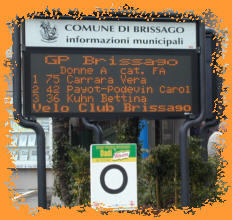 COMUNE DI BRISSAGO
informazioni municipali
GP Brissago
Donne A cat. FA
1 75 Carrara Vera
2 42 Payot-Podevin Carol
3 36 Kuhn Bettina
Velo Club Brissago